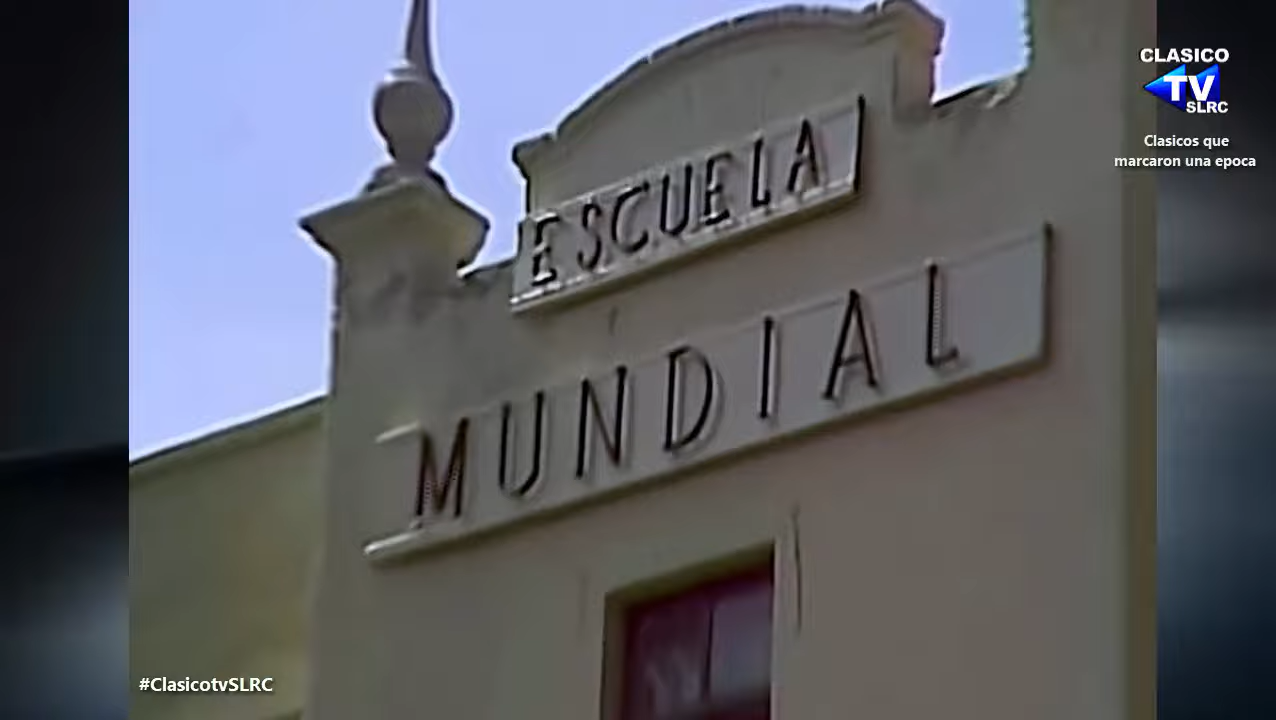 ESCUELA
MUNDIAL
CLASICO
TV
SLRC
Clasicos que
marcaron una epoca
#ClasicotvSLRC